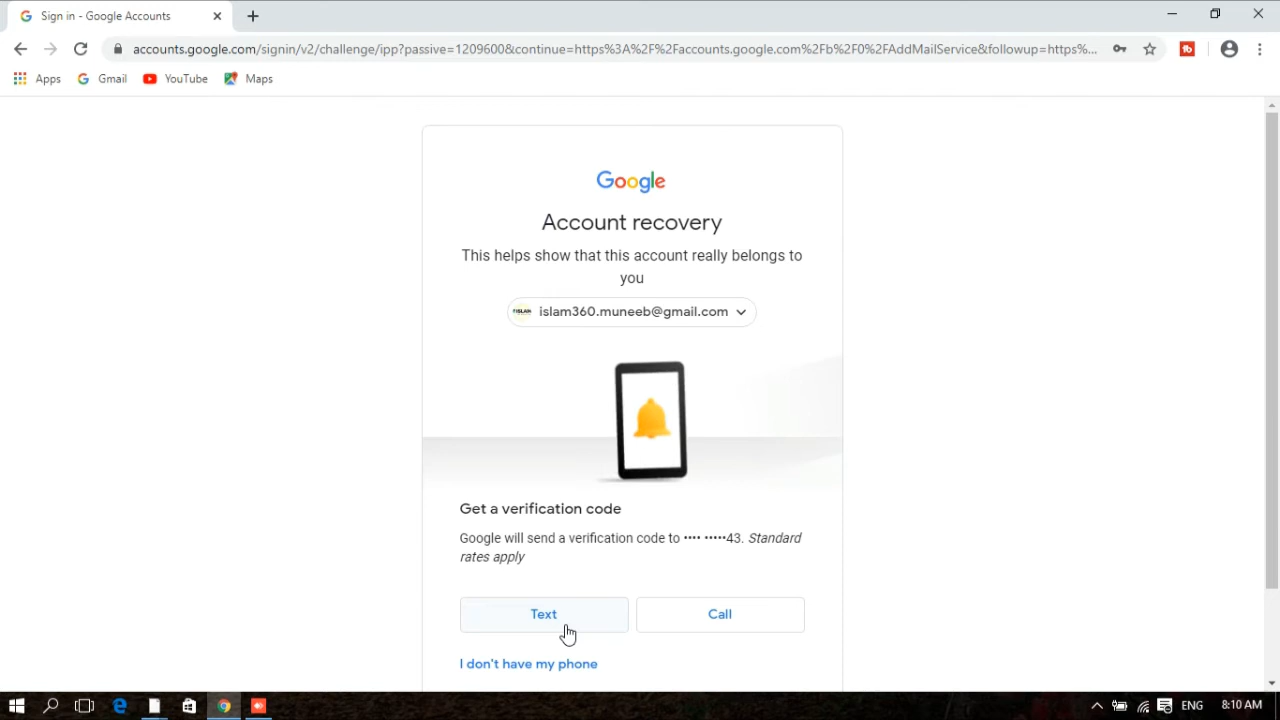 Sign in - Google Accounts
accounts.google.com/signin/v2/challenge/ipp?passive=1209600&continue=https%3A%2F%2Faccounts.google.com%2Fb%2F0%2FAddMailService&followup=https%...
Apps Gmail YouTube Maps
Google
Account recovery
This helps show that this account really belongs to
you
islam360.muneeb@gmail.com
Get a verification code
Google will send a verification code to •••• •••••43. Standard
rates apply
Text Call
I don't have my phone
ENG 8:10 AM